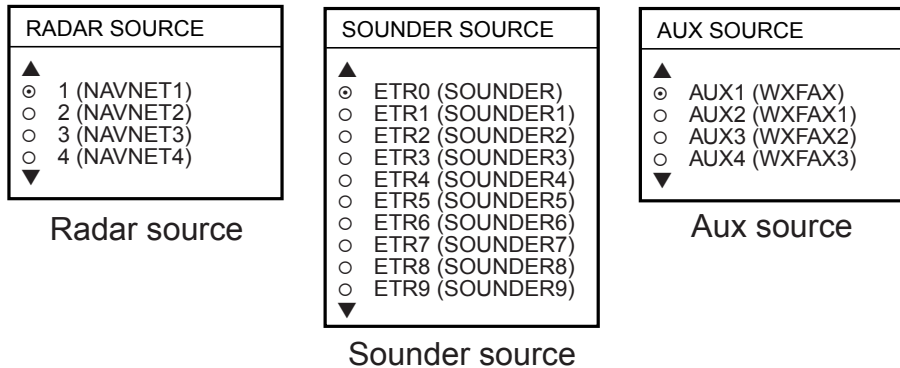 RADAR SOURCE
1 (NAVNET1)
2 (NAVNET2)
3 (NAVNET3)
4 (NAVNET4)
Radar source
SOUNDER SOURCE
ETR0 (SOUNDER)
ETR1 (SOUNDER1)
ETR2 (SOUNDER2)
ETR3 (SOUNDER3)
ETR4 (SOUNDER4)
ETR5 (SOUNDER5)
ETR6 (SOUNDER6)
ETR7 (SOUNDER7)
ETR8 (SOUNDER8)
ETR9 (SOUNDER9)
Sounder source
AUX SOURCE
AUX1 (WXFAX)
AUX2 (WXFAX1)
AUX3 (WXFAX2)
AUX4 (WXFAX3)
Aux source